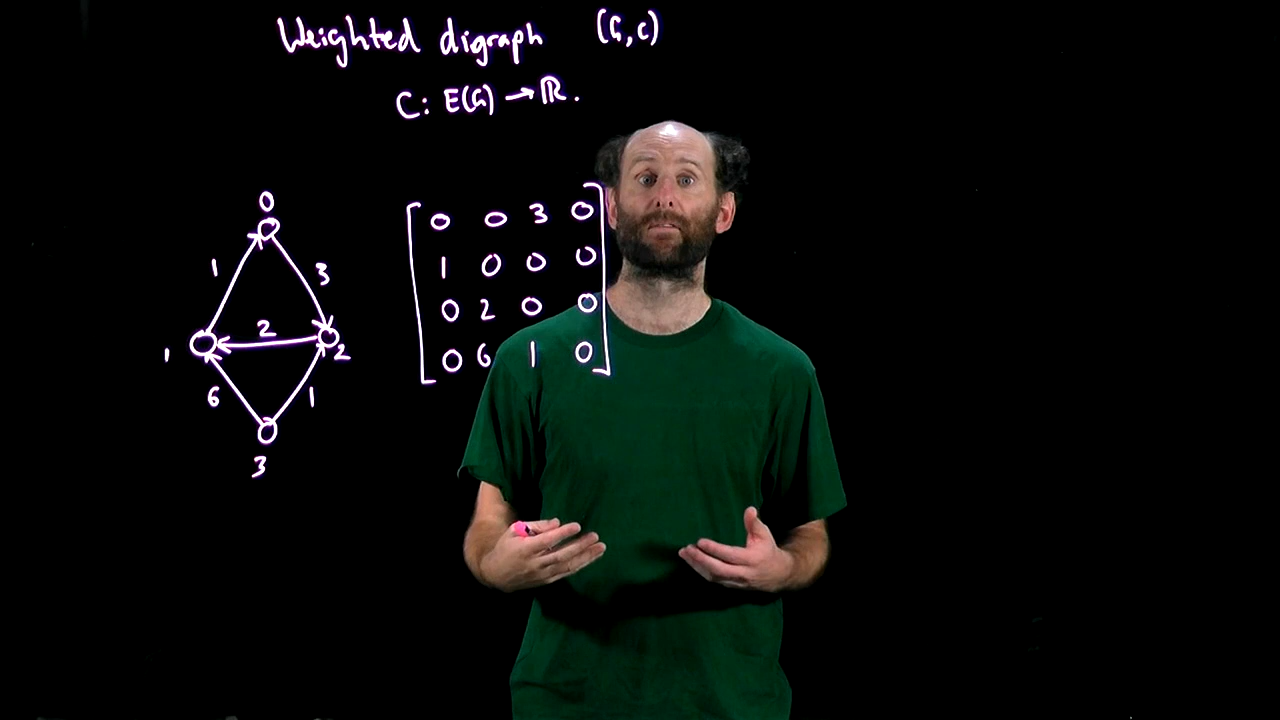 Weighted digraph (G,c)
C: E(G) → ℝ.
0
1 3
1 2 2
6 1
3
0 0 3 0
1 0 0 0
0 2 0 0
0 6 1 0